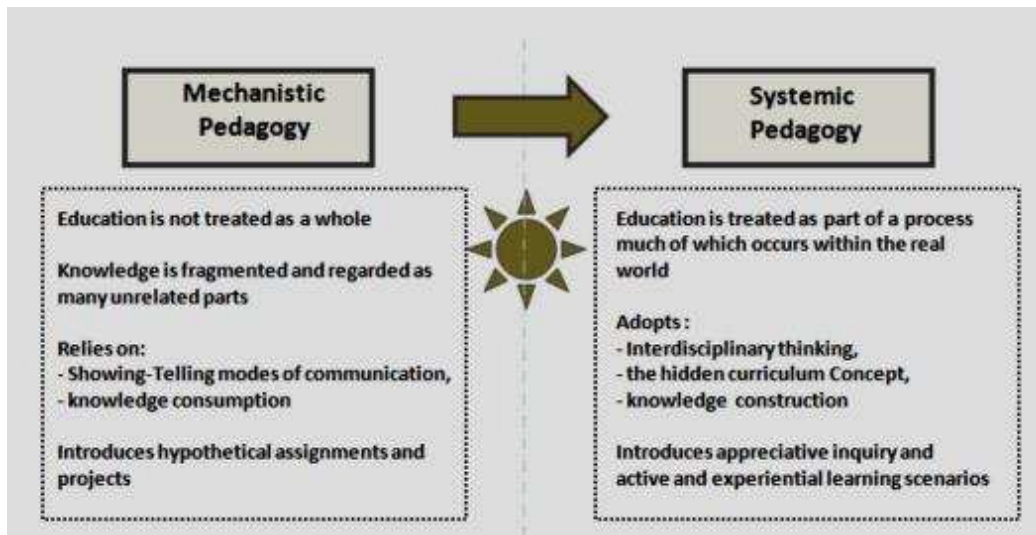 Mechanistic
Pedagogy
Systemic
Pedagogy
Education is not treated as a whole
Knowledge is fragmented and regarded as
many unrelated parts
Relies on:
- Showing-Telling modes of communication,
- knowledge consumption
Introduces hypothetical assignments and
projects
Education is treated as part of a process
much of which occurs within the real
world
Adopts :
- Interdisciplinary thinking,
- the hidden curriculum Concept,
- knowledge construction
Introduces appreciative inquiry and
active and experiential learning scenarios